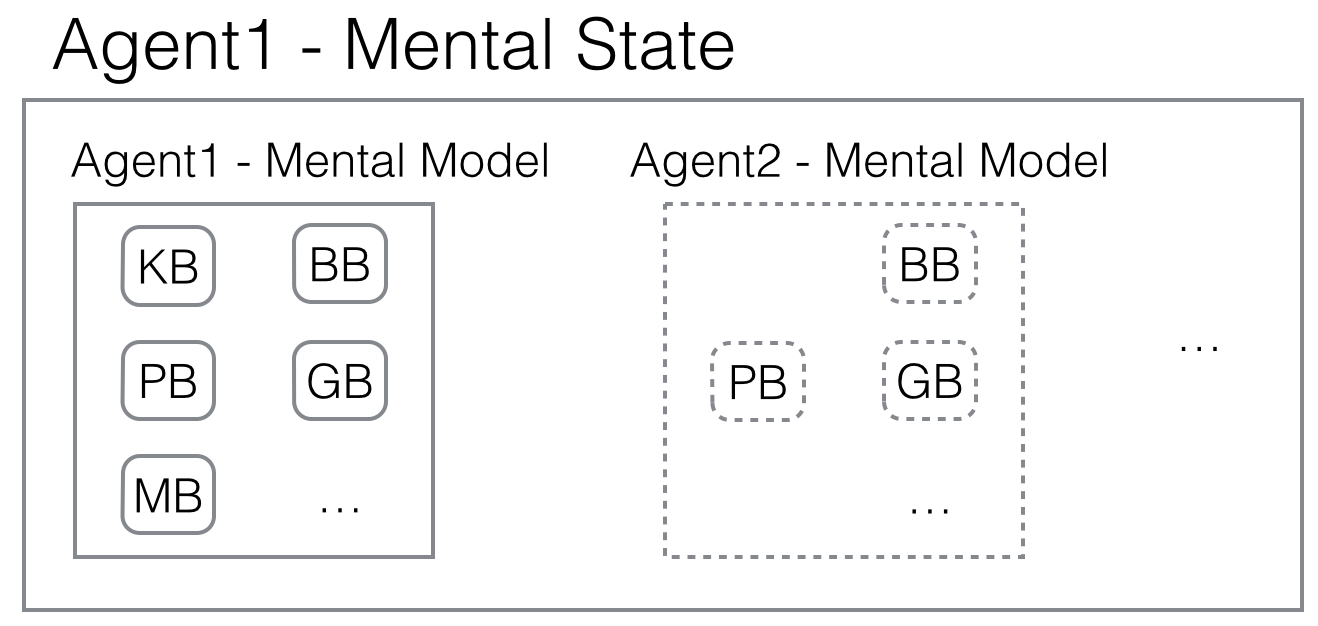 Agent1 - Mental State
Agent1 - Mental Model
Agent2 - Mental Model
KB BB
BB
PB GB
PB GB
...
MB ...
...